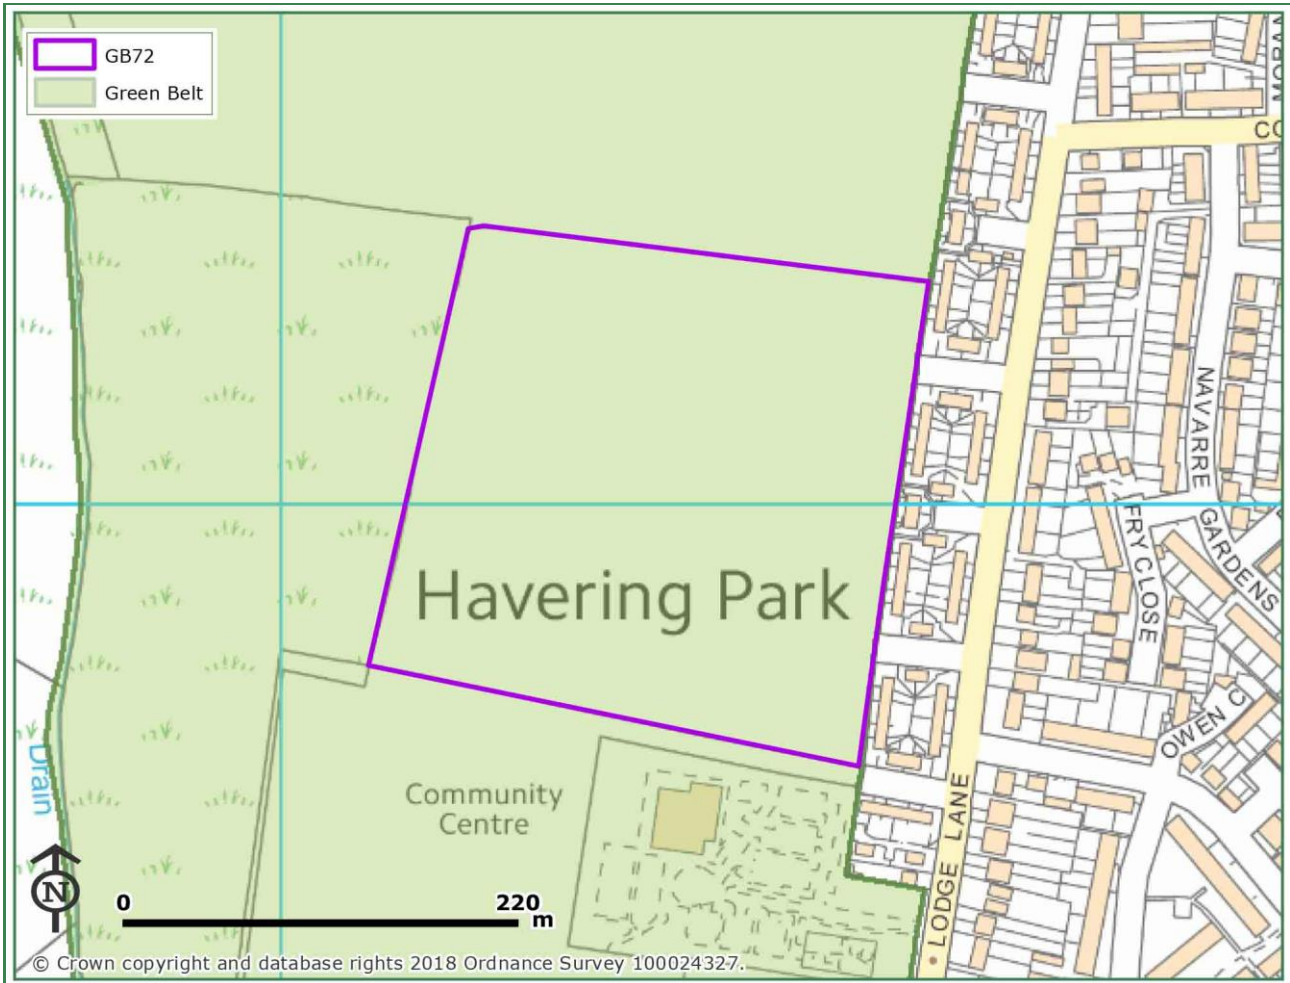 GB72
Green Belt
CO
NAVARRE
GARDENS
FRY CLOSE
Havering Park
OWEN C
Drain
Community
Centre
LODGE LANE
N
0 220
m
© Crown copyright and database rights 2018 Ordnance Survey 100024327.